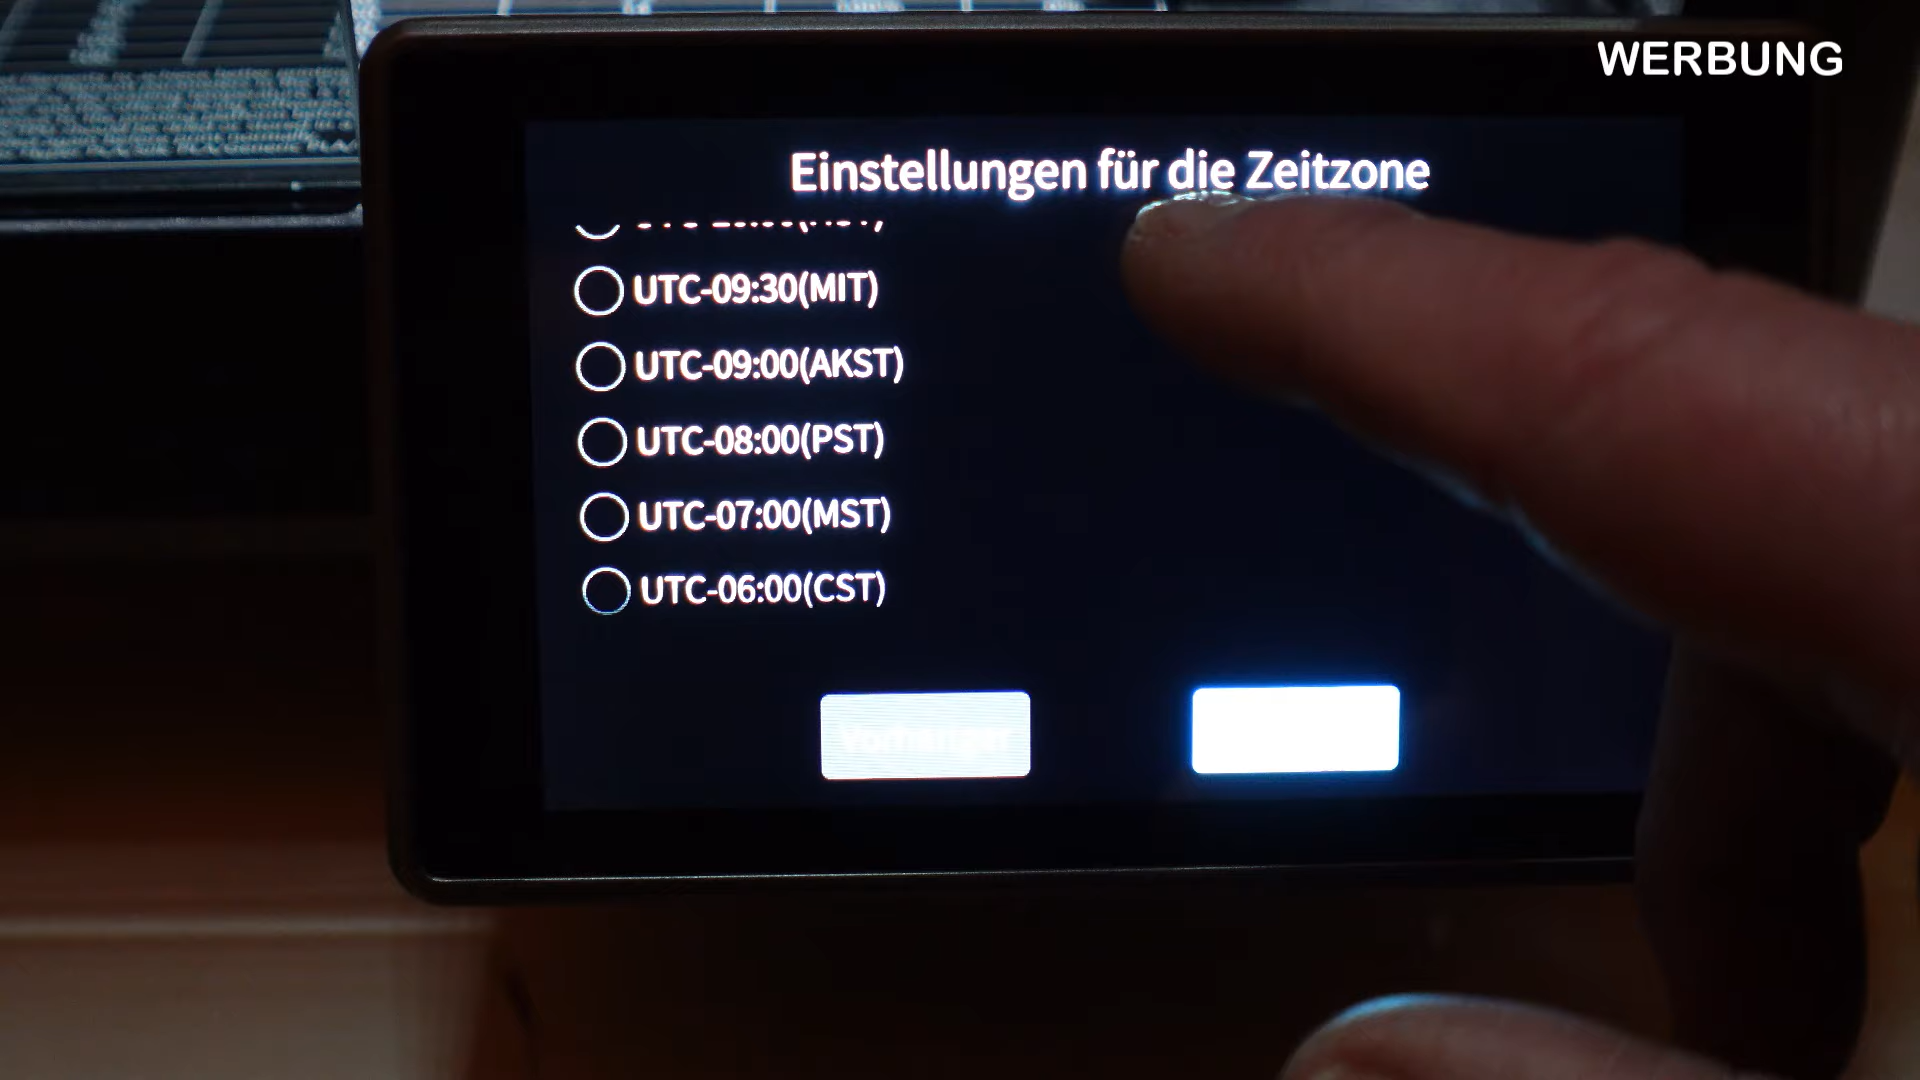 WERBUNG
Einstellungen für die Zeitzone
UTC-09:30(MIT)
UTC-09:00(AKST)
UTC-08:00(PST)
UTC-07:00(MST)
UTC-06:00(CST)